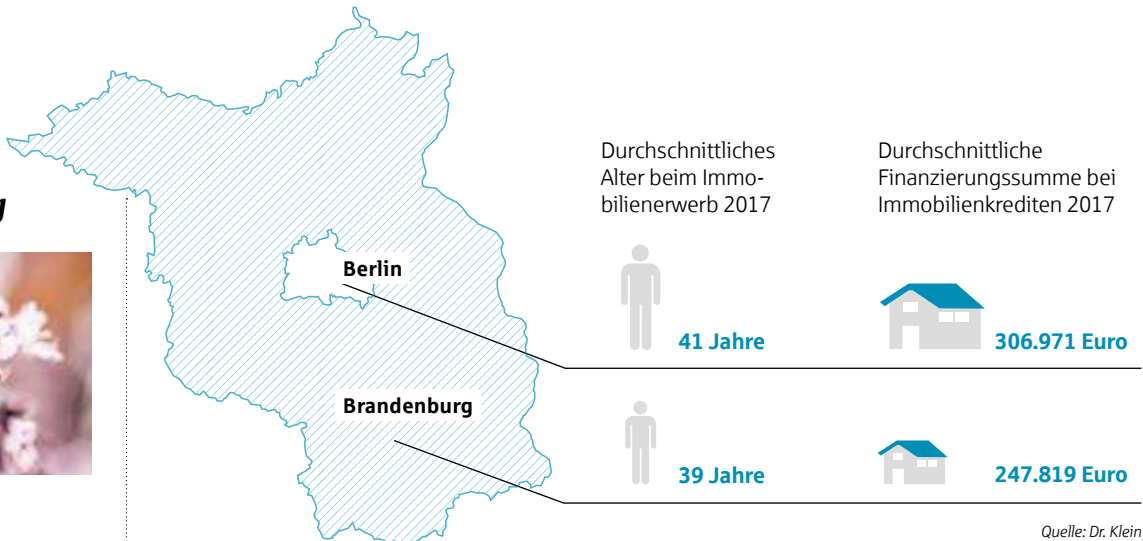 Durchschnittliches
Alter beim Immo-
bilienerwerb 2017
Durchschnittliche
Finanzierungssumme bei
Immobilienkrediten 2017
Berlin
41 Jahre
306.971 Euro
Brandenburg
39 Jahre
247.819 Euro
Quelle: Dr. Klein